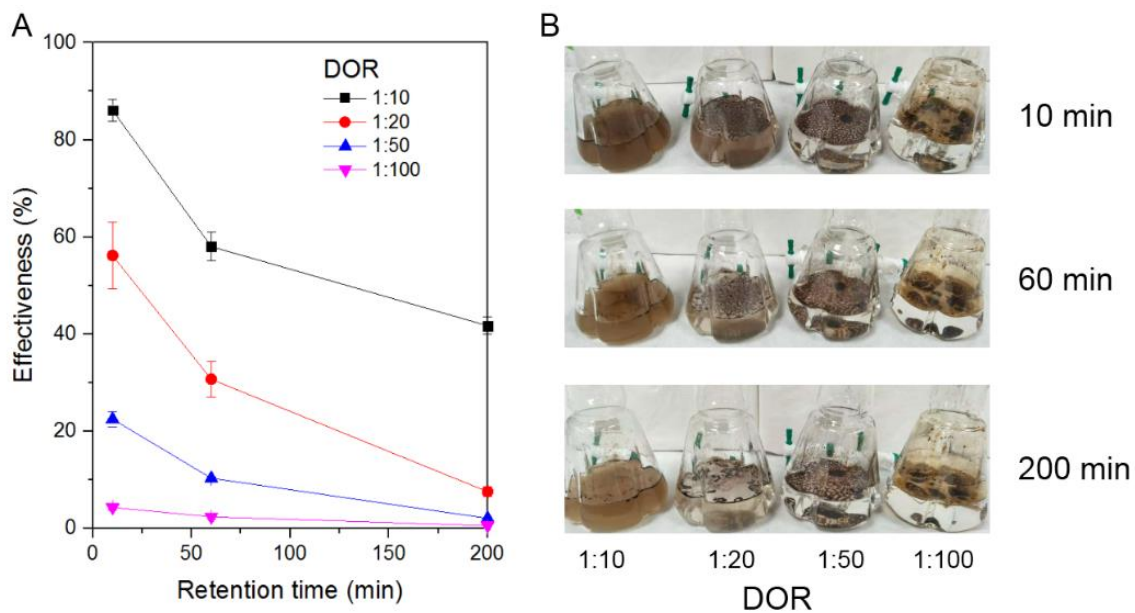 A
100
80
60
40
20
0
Effectiveness (%)
DOR
1:10
1:20
1:50
1:100
0 50 100 150 200
Retention time (min)
B
10 min
60 min
200 min
1:10 1:20 1:50 1:100
DOR